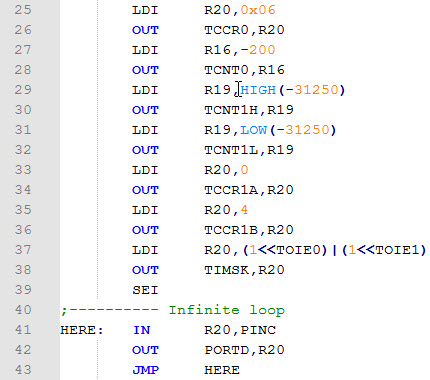 25 LDI R20,0x06
26 OUT TCCR0,R20
27 LDI R16,-200
28 OUT TCNT0,R16
29 LDI R19,HIGH(-31250)
30 OUT TCNT1H,R19
31 LDI R19,LOW(-31250)
32 OUT TCNT1L,R19
33 LDI R20,0
34 OUT TCCR1A,R20
35 LDI R20,4
36 OUT TCCR1B,R20
37 LDI R20,(1<<TOIE0)|(1<<TOIE1)
38 OUT TIMSK,R20
39 SEI
40 ;---------- Infinite loop
41 HERE: IN R20,PINC
42 OUT PORTD,R20
43 JMP HERE